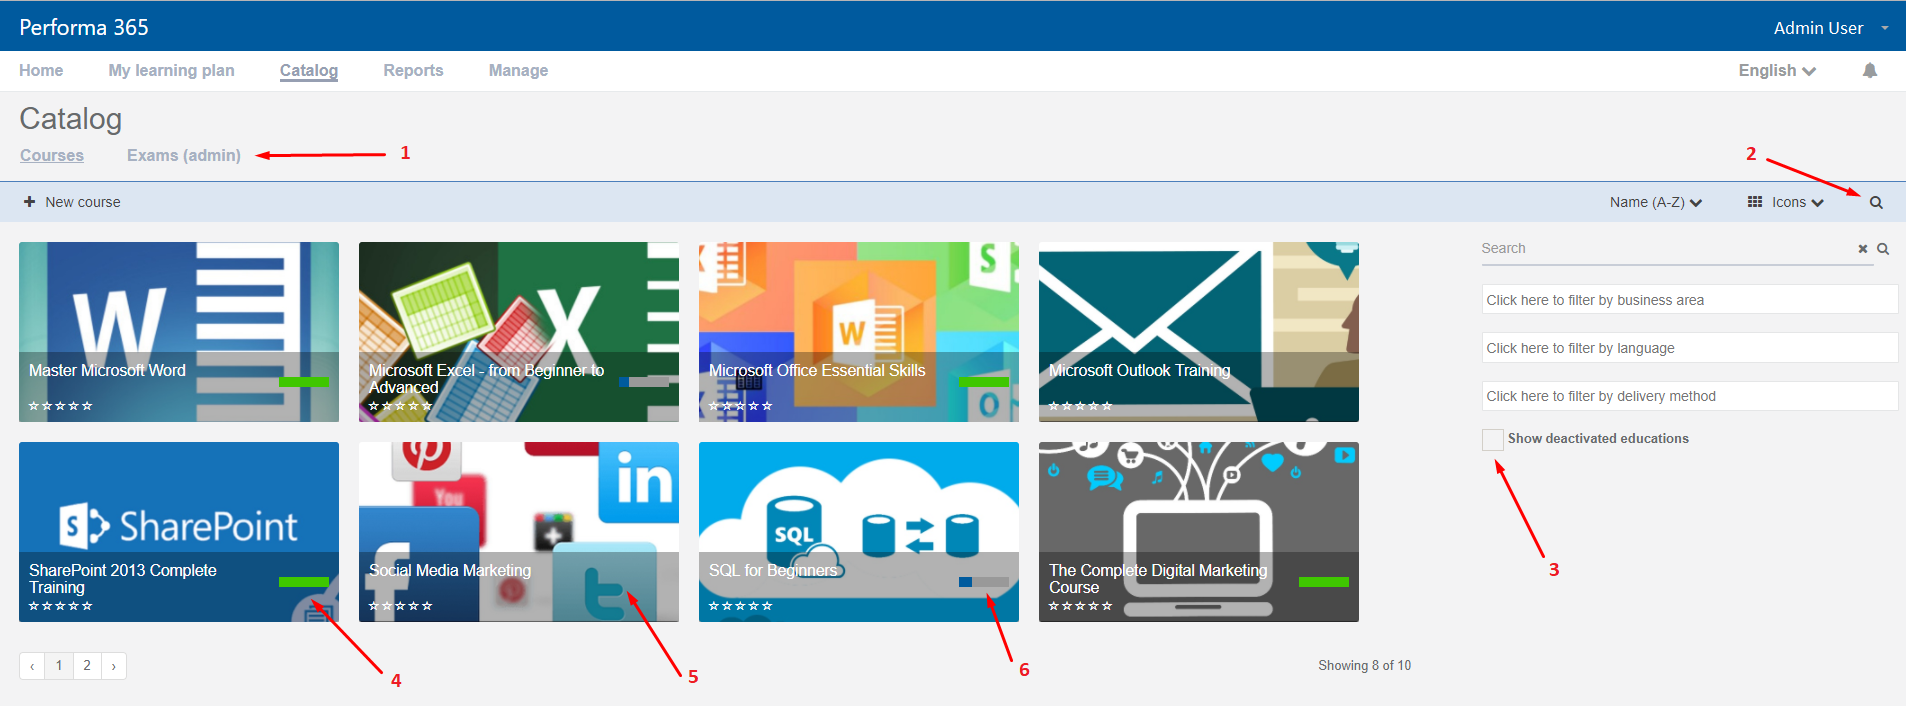 Performa 365
Admin User
Home My learning plan Catalog Reports Manage
English
Catalog
Courses Exams (admin)
1
2
New course
Name (A-Z) Icons
W
Master Microsoft Word
X
Microsoft Excel - from Beginner to
Advanced
S
W
O
Microsoft Office Essential Skills
Microsoft Outlook Training
Search
Click here to filter by business area
Click here to filter by language
Click here to filter by delivery method
Show deactivated educations
3
S SharePoint
SharePoint 2013 Complete
Training
You
in
f
Social Media Marketing
SQL
SQL for Beginners
The Complete Digital Marketing
Course
4
5
6
‹ 1 2 ›
Showing 8 of 10